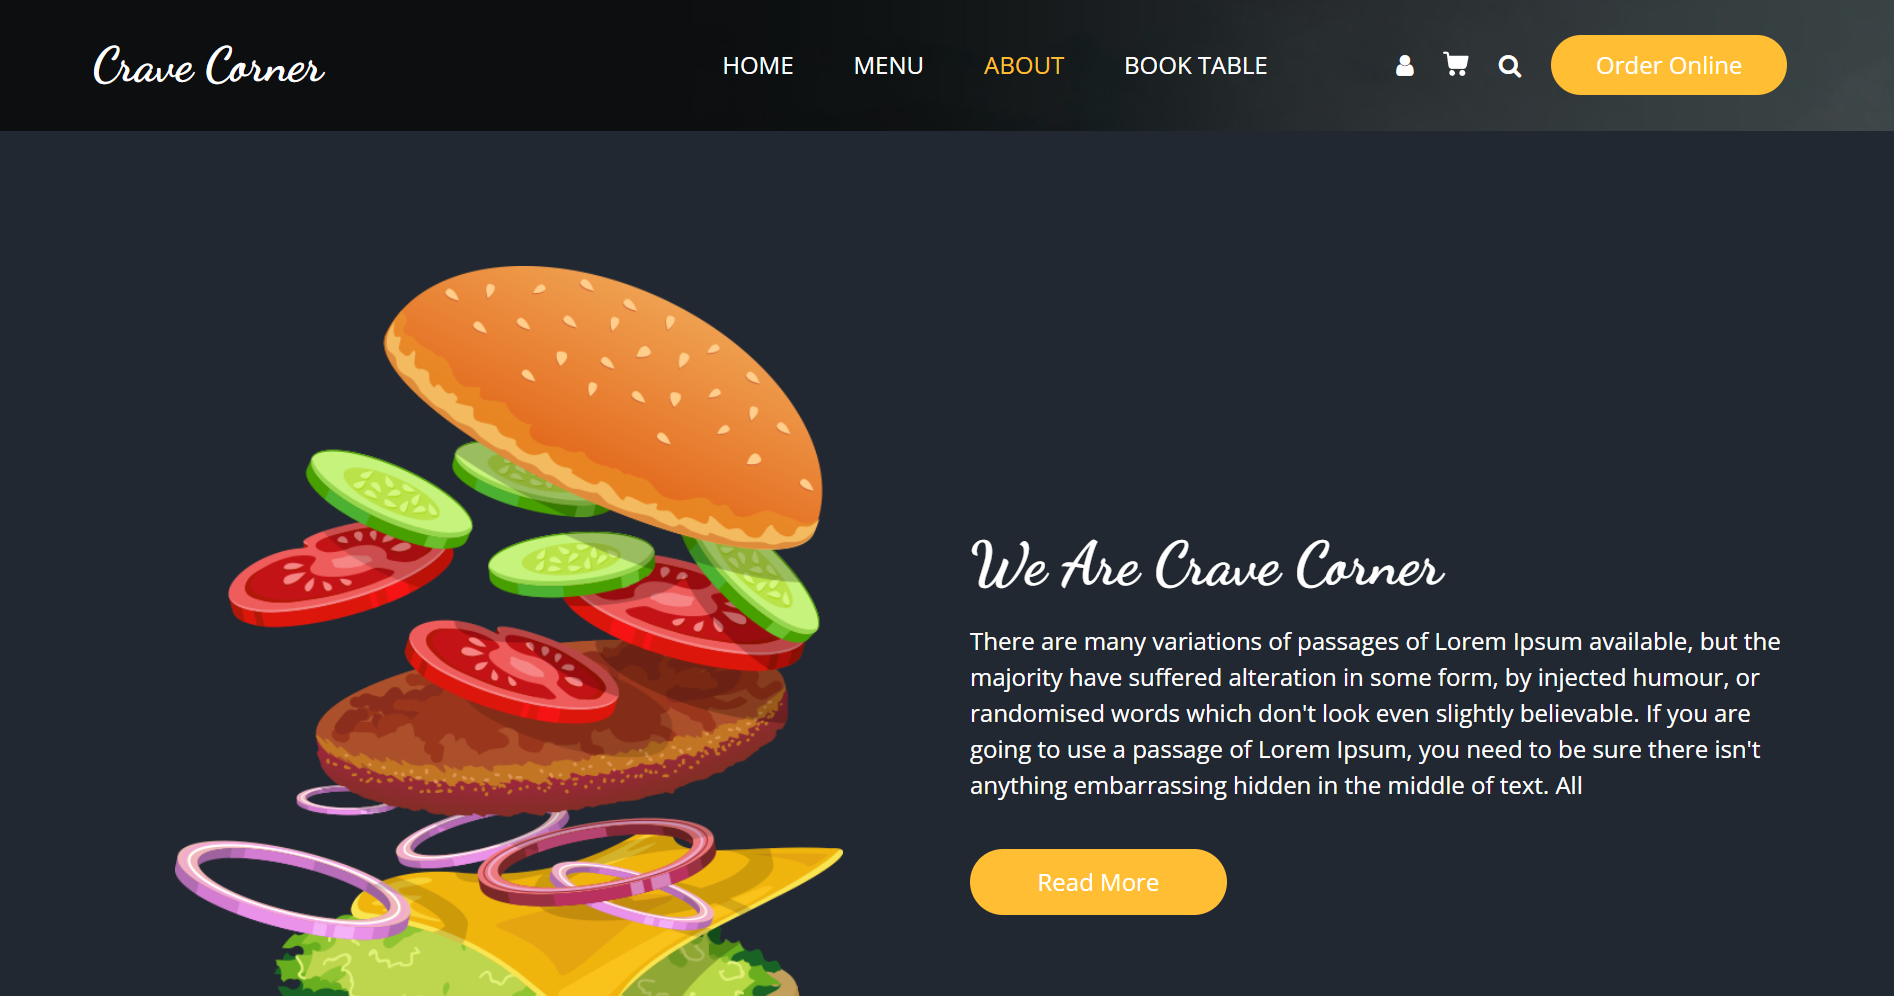 Crave Corner
HOME MENU ABOUT BOOK TABLE Order Online
We Are Crave Corner
There are many variations of passages of Lorem Ipsum available, but the
majority have suffered alteration in some form, by injected humour, or
randomised words which don't look even slightly believable. If you are
going to use a passage of Lorem Ipsum, you need to be sure there isn't
anything embarrassing hidden in the middle of text. All
Read More